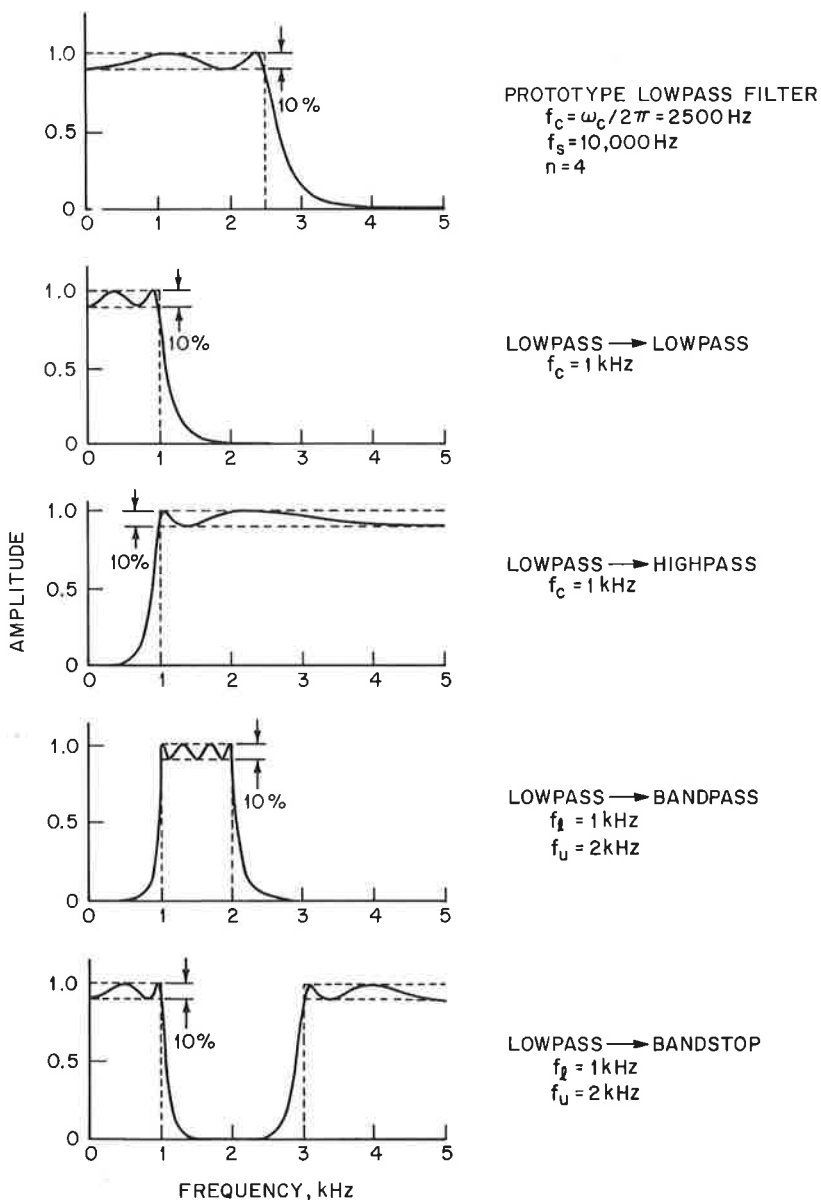 1.0
0.5
0
10%
0 1 2 3 4 5
PROTOTYPE LOWPASS FILTER
f_c = ω_c/2π = 2500 Hz
f_s = 10,000 Hz
n = 4
1.0
0.5
0
10%
0 1 2 3 4 5
LOWPASS → LOWPASS
f_c = 1 kHz
AMPLITUDE
1.0
0.5
0
10%
0 1 2 3 4 5
LOWPASS → HIGHPASS
f_c = 1 kHz
1.0
0.5
0
10%
0 1 2 3 4 5
LOWPASS → BANDPASS
f_ℓ = 1 kHz
f_u = 2 kHz
1.0
0.5
0
10%
0 1 2 3 4 5
LOWPASS → BANDSTOP
f_ℓ = 1 kHz
f_u = 2 kHz
FREQUENCY, kHz